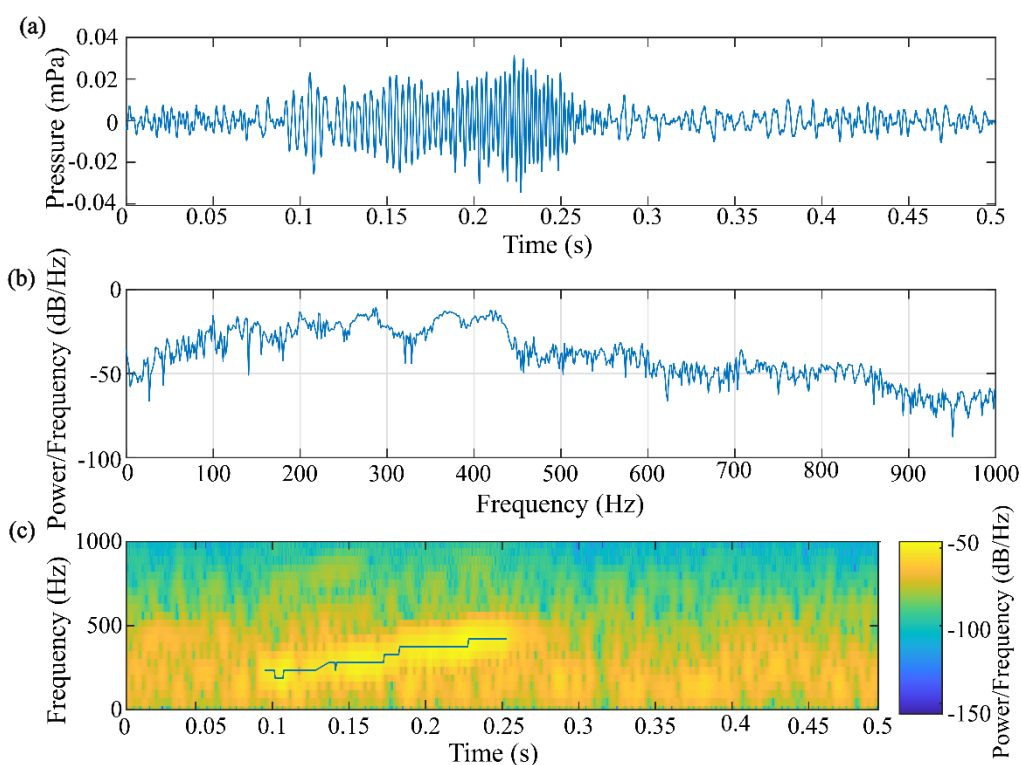 (a)
Pressure (mPa)
0.04
0.02
0
-0.02
-0.04
0 0.05 0.1 0.15 0.2 0.25 0.3 0.35 0.4 0.45 0.5
Time (s)
(b)
Power/Frequency (dB/Hz)
0
-50
-100
0 100 200 300 400 500 600 700 800 900 1000
Frequency (Hz)
(c)
Frequency (Hz)
1000
500
0
0 0.05 0.1 0.15 0.2 0.25 0.3 0.35 0.4 0.45 0.5
Time (s)
-50
-100
-150
Power/Frequency (dB/Hz)